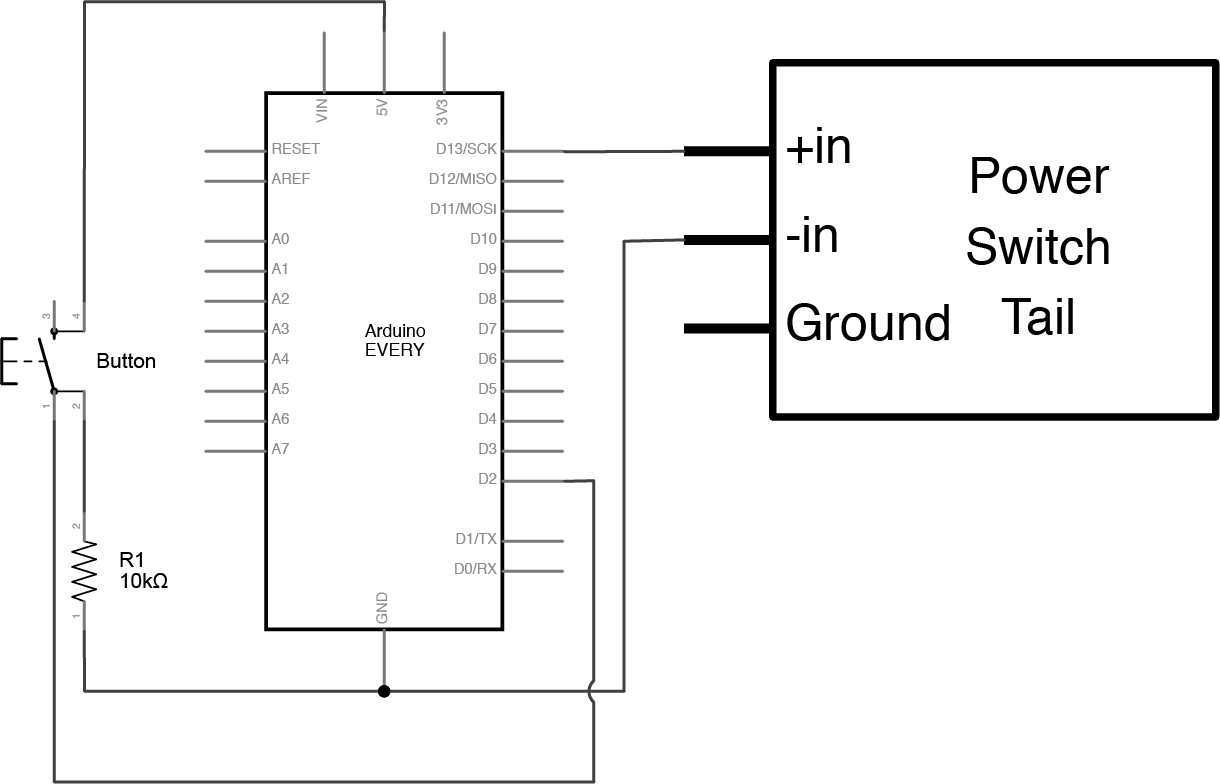 VIN
5V
3V3
RESET
AREF
A0
A1
A2
A3
A4
A5
A6
A7
D13/SCK
D12/MISO
D11/MOSI
D10
D9
D8
D7
D6
D5
D4
D3
D2
D1/TX
D0/RX
GND
Arduino
EVERY
3
4
Button
1
2
2
R1
10kΩ
1
+in
-in
Ground
Power
Switch
Tail